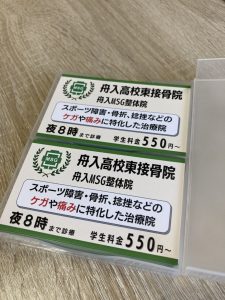 MSG
舟入高校東接骨院
舟入MSG整体院
スポーツ障害・骨折、捻挫などの
ケガや痛みに特化した治療院
夜8時まで診療 学生料金550円~
MSG
舟入高校東接骨院
舟入MSG整体院
スポーツ障害・骨折、捻挫などの
ケガや痛みに特化した治療院
夜8時まで診療 学生料金550円~